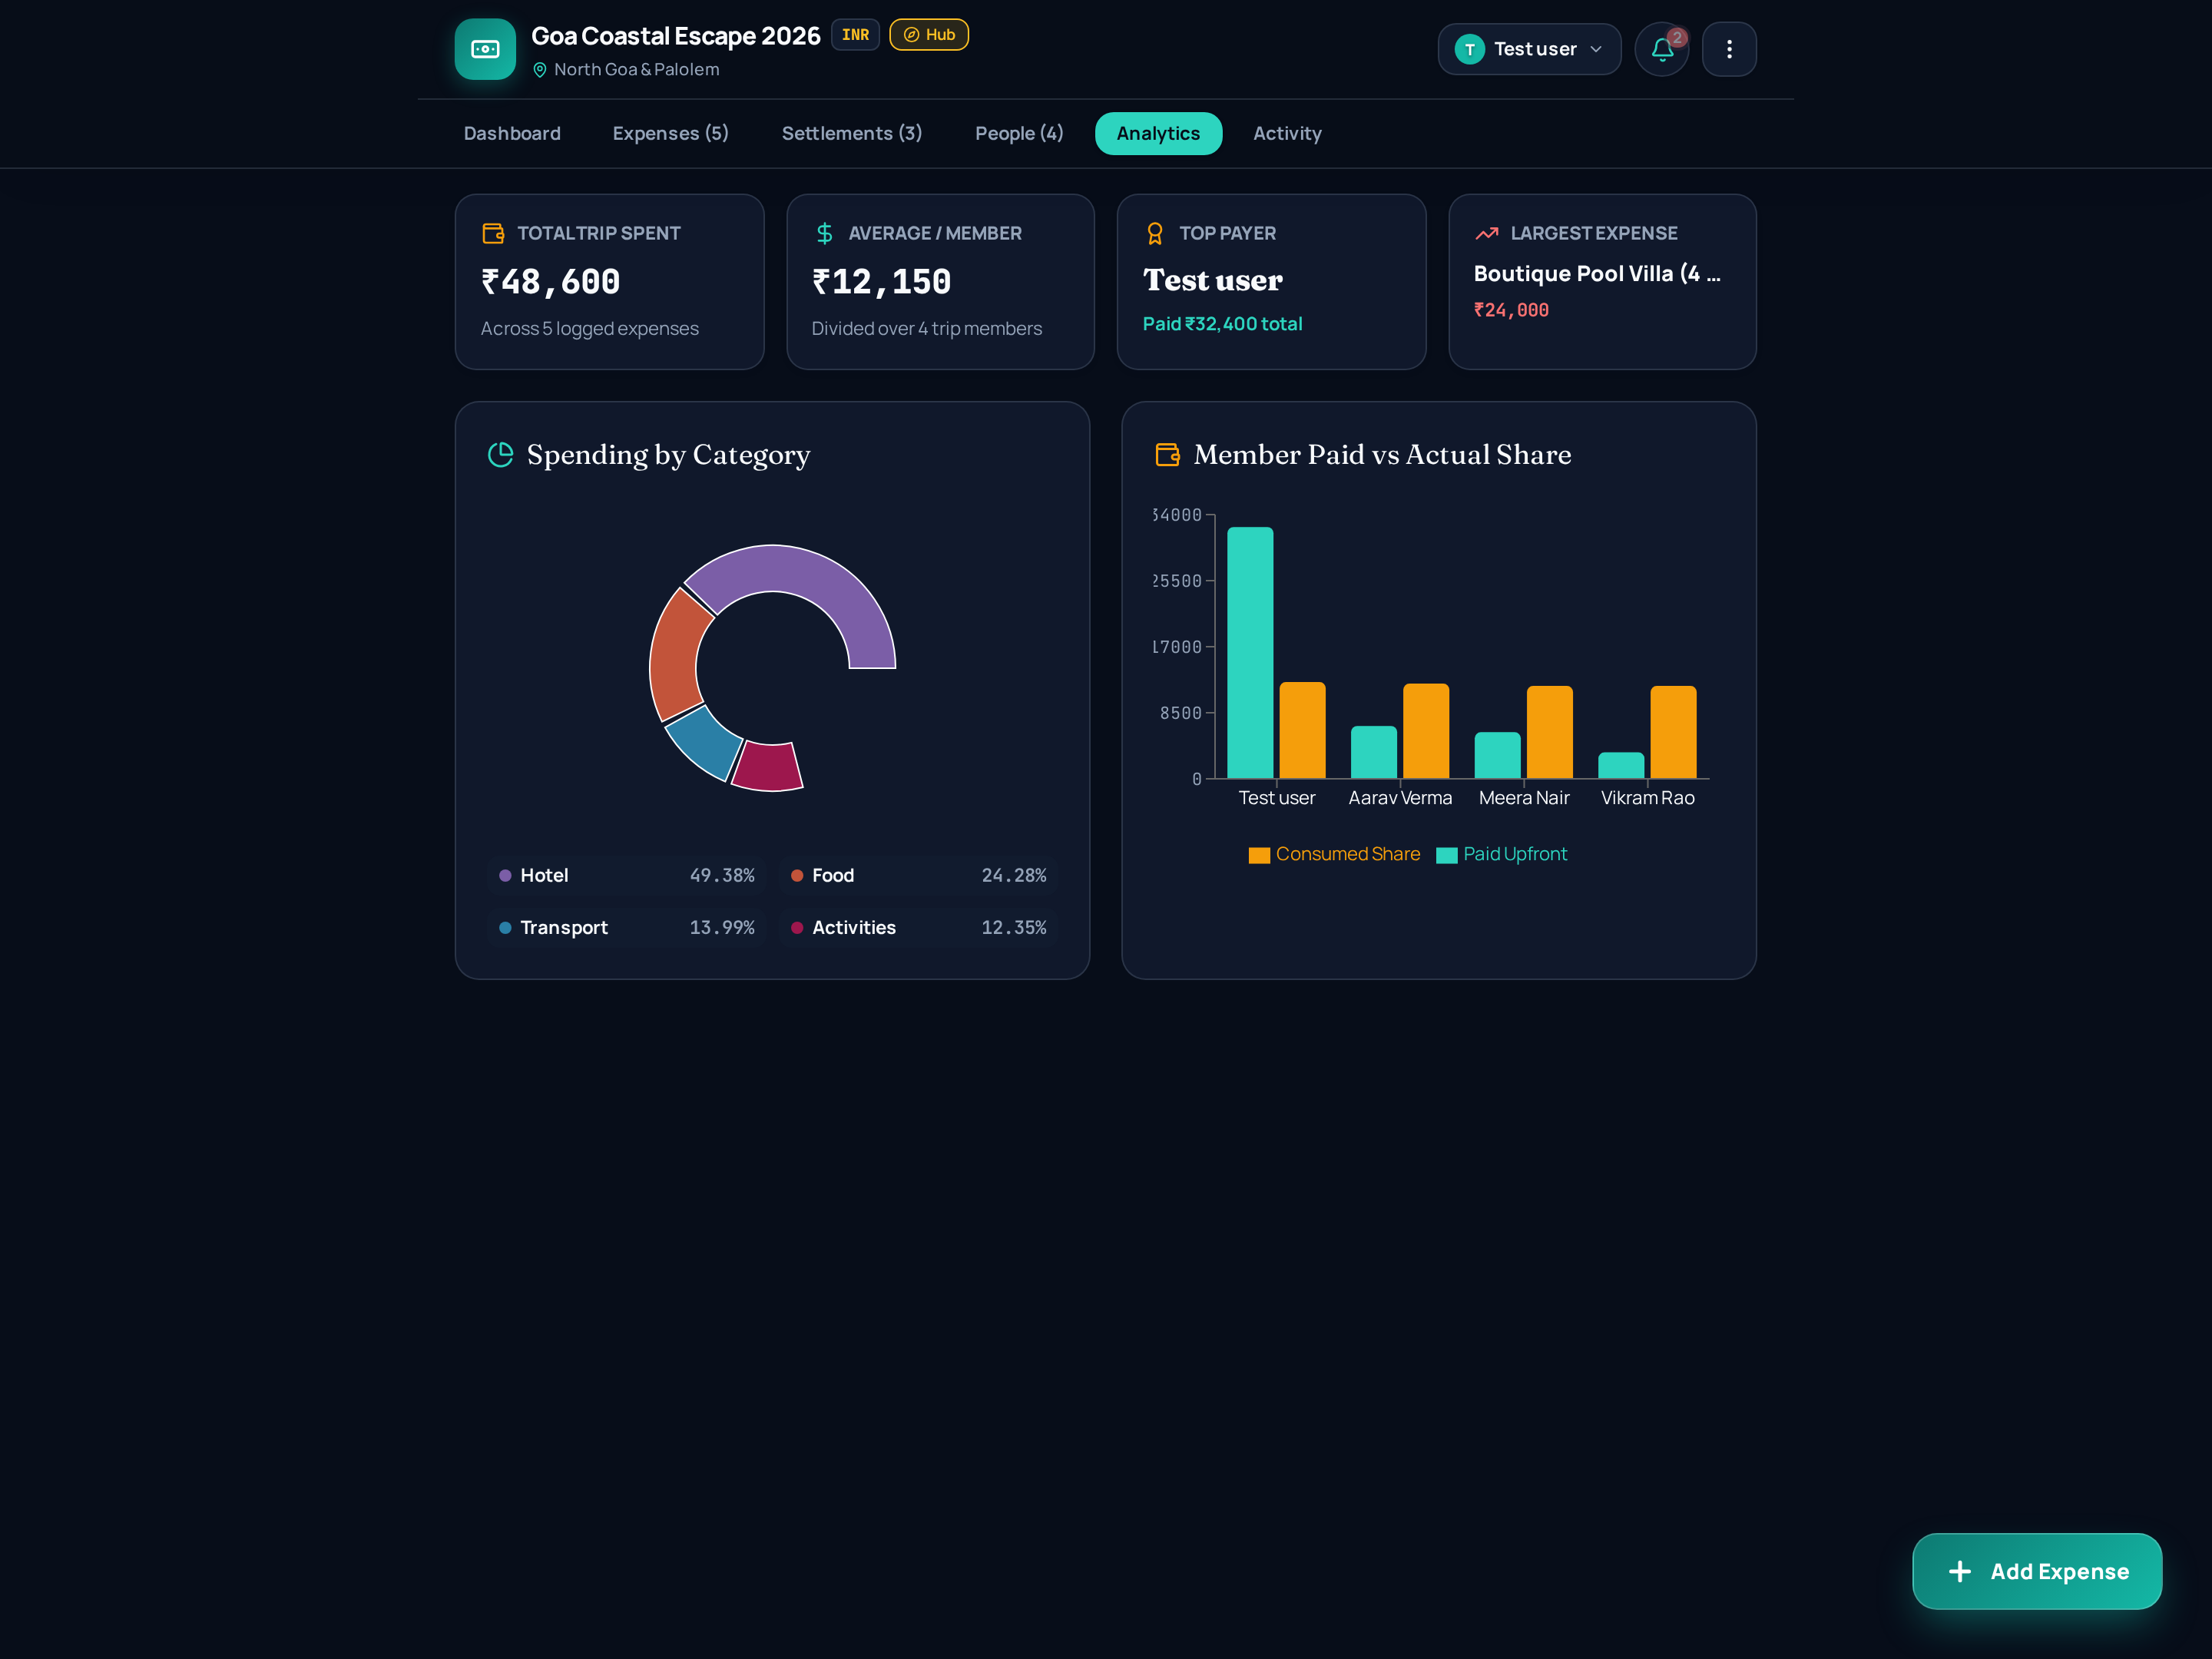 Goa Coastal Escape 2026 INR Hub
North Goa & Palolem
T Test user 2
Dashboard Expenses (5) Settlements (3) People (4) Analytics Activity
TOTAL TRIP SPENT
₹48,600
Across 5 logged expenses
AVERAGE / MEMBER
₹12,150
Divided over 4 trip members
TOP PAYER
Test user
Paid ₹32,400 total
LARGEST EXPENSE
Boutique Pool Villa (4 ...
₹24,000
Spending by Category
Hotel 49.38% Food 24.28%
Transport 13.99% Activities 12.35%
Member Paid vs Actual Share
34000
25500
17000
8500
0
Test user Aarav Verma Meera Nair Vikram Rao
Consumed Share Paid Upfront
Add Expense